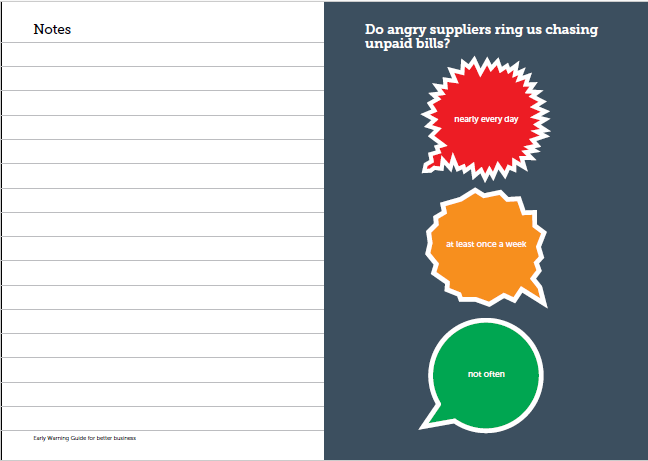 Notes
Early Warning Guide for better business
Do angry suppliers ring us chasing
unpaid bills?
nearly every day
at least once a week
not often